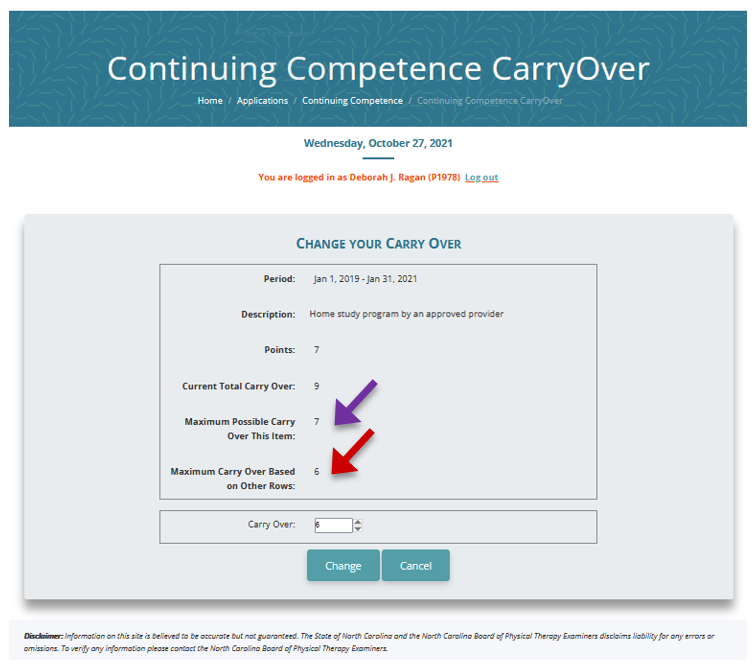 Continuing Competence CarryOver
Home / Applications / Continuing Competence / Continuing Competence CarryOver
Wednesday, October 27, 2021
You are logged in as Deborah J. Ragan (P1978) Log out
CHANGE YOUR CARRY OVER
Period: Jan 1, 2019 - Jan 31, 2021
Description: Home study program by an approved provider
Points: 7
Current Total Carry Over: 9
Maximum Possible Carry 7
Over This Item:
Maximum Carry Over Based 6
on Other Rows:
Carry Over: 6
Change Cancel
Disclaimer: Information on this site is believed to be accurate but not guaranteed. The State of North Carolina and the North Carolina Board of Physical Therapy Examiners disclaims liability for any errors or
omissions. To verify any information please contact the North Carolina Board of Physical Therapy Examiners.